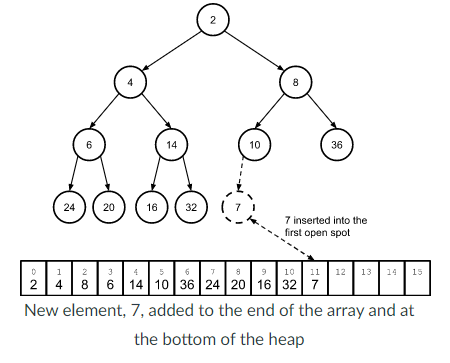 2
4 8
6 14 10 36
24 20 16 32 7
7 inserted into the
first open spot
0 1 2 3 4 5 6 7 8 9 10 11 12 13 14 15
2 4 8 6 14 10 36 24 20 16 32 7
New element, 7, added to the end of the array and at
the bottom of the heap